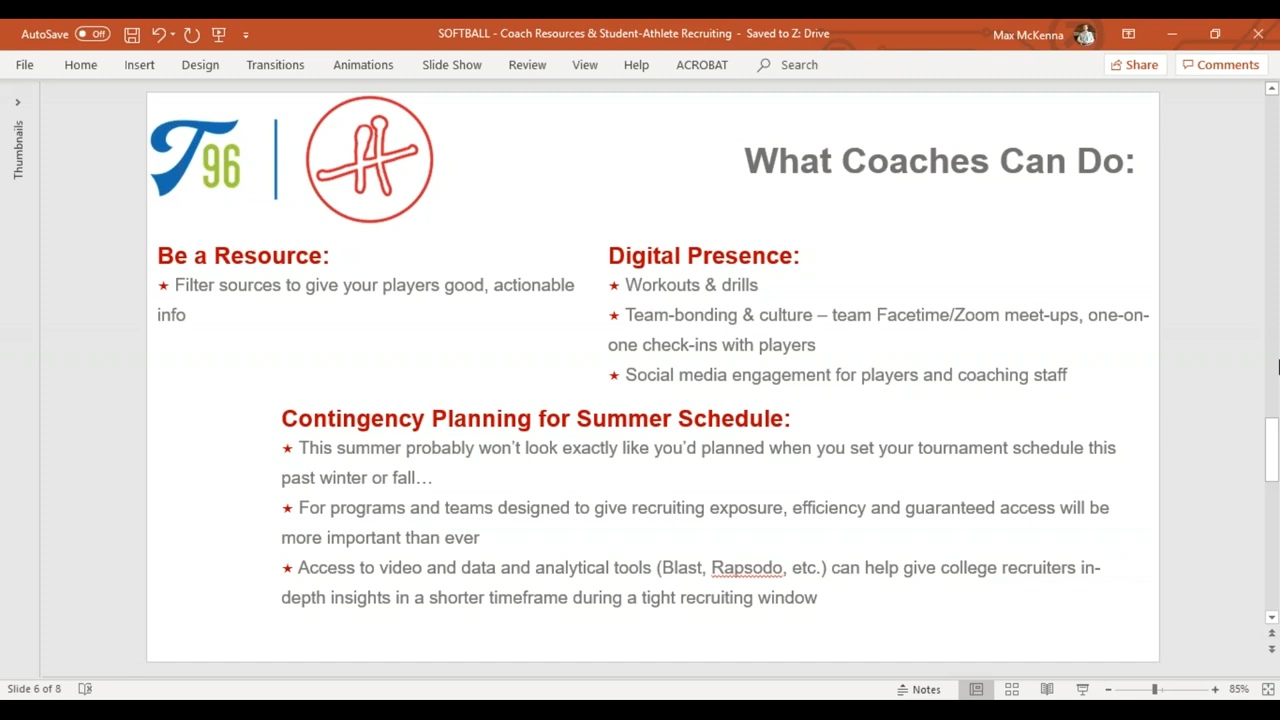 AutoSave Off SOFTBALL - Coach Resources & Student-Athlete Recruiting - Saved to Z: Drive Max McKenna
File Home Insert Design Transitions Animations Slide Show Review View Help ACROBAT Search Share Comments
Thumbnails
T96
What Coaches Can Do:
Be a Resource:
★ Filter sources to give your players good, actionable
info
Digital Presence:
★ Workouts & drills
★ Team-bonding & culture – team Facetime/Zoom meet-ups, one-on-
one check-ins with players
★ Social media engagement for players and coaching staff
Contingency Planning for Summer Schedule:
★ This summer probably won't look exactly like you'd planned when you set your tournament schedule this
past winter or fall…
★ For programs and teams designed to give recruiting exposure, efficiency and guaranteed access will be
more important than ever
★ Access to video and data and analytical tools (Blast, Rapsodo, etc.) can help give college recruiters in-
depth insights in a shorter timeframe during a tight recruiting window
Slide 6 of 8 Notes 85%